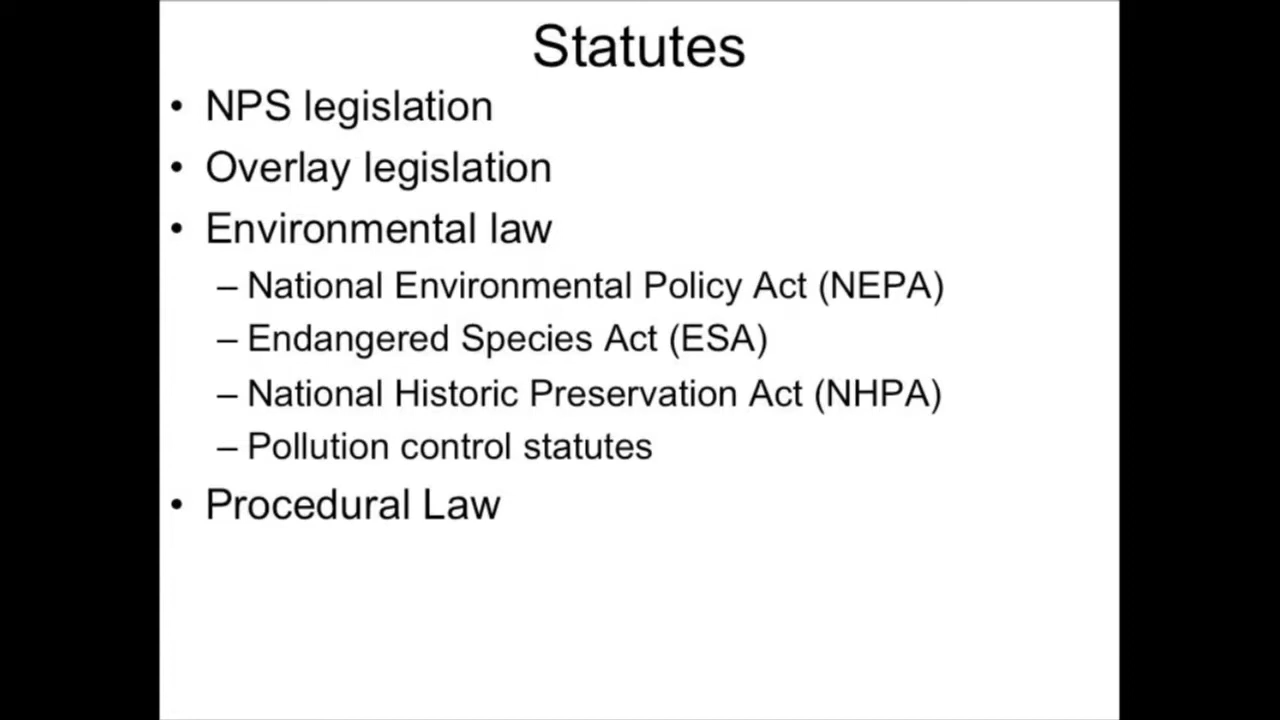 Statutes
• NPS legislation
• Overlay legislation
• Environmental law
– National Environmental Policy Act (NEPA)
– Endangered Species Act (ESA)
– National Historic Preservation Act (NHPA)
– Pollution control statutes
• Procedural Law